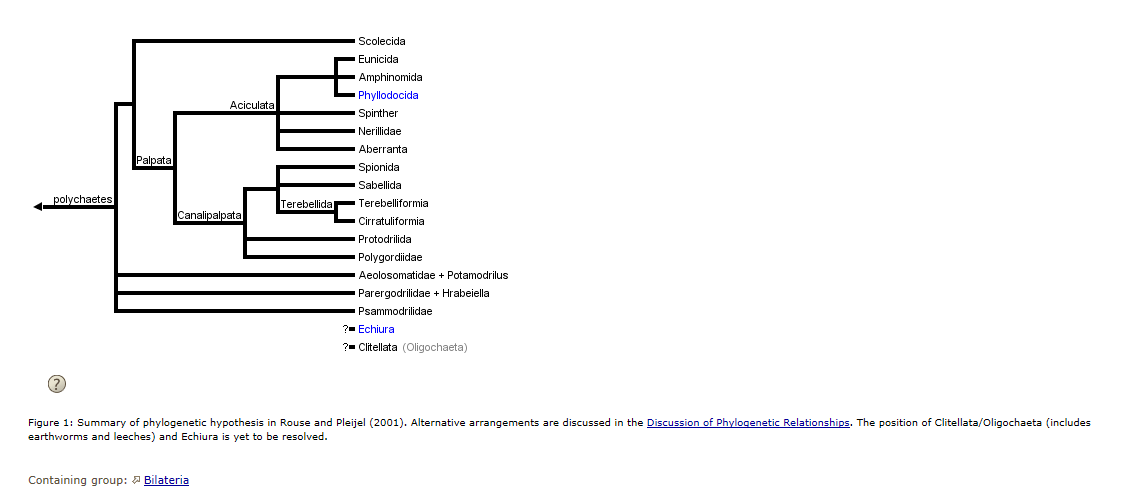 Scolecida
Eunicida
Amphinomida
Phyllodocida
Aciculata
Spinther
Nerillidae
Aberranta
Palpata
Spionida
Sabellida
polychaetes
Terebellida
Terebelliformia
Canalipalpata
Cirratuliformia
Protodrilida
Polygordiidae
Aeolosomatidae + Potamodrilus
Parergodrilidae + Hrabeiella
Psammodrilidae
?= Echiura
?= Clitellata (Oligochaeta)
?
Figure 1: Summary of phylogenetic hypothesis in Rouse and Pleijel (2001). Alternative arrangements are discussed in the Discussion of Phylogenetic Relationships. The position of Clitellata/Oligochaeta (includes
earthworms and leeches) and Echiura is yet to be resolved.
Containing group: Bilateria